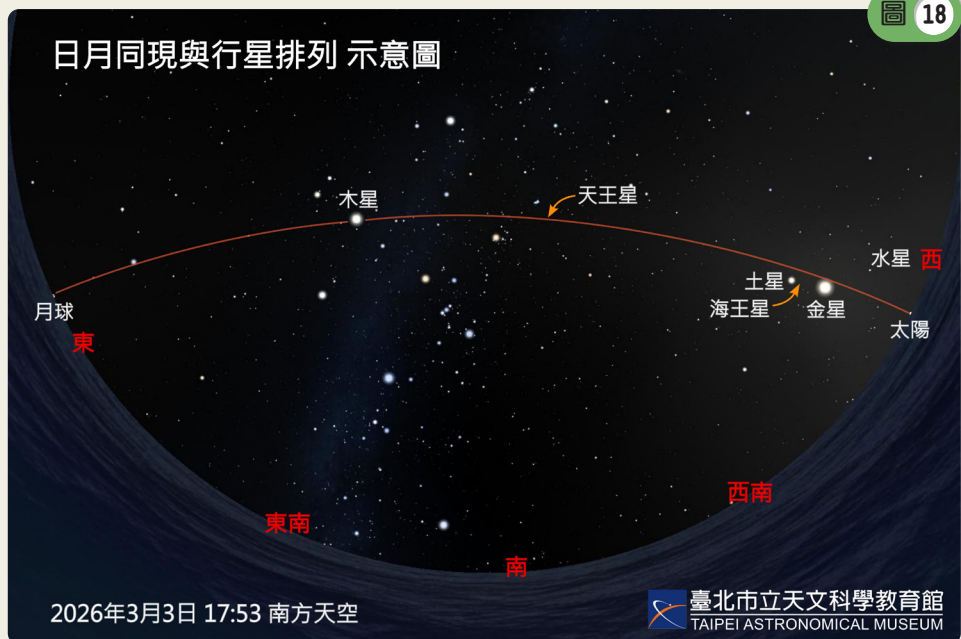 圖 18
日月同現與行星排列 示意圖
木星
天王星
水星 西
土星
海王星 金星
月球
太陽
東
西南
東南
南
2026年3月3日 17:53 南方天空
臺北市立天文科學教育館
TAIPEI ASTRONOMICAL MUSEUM